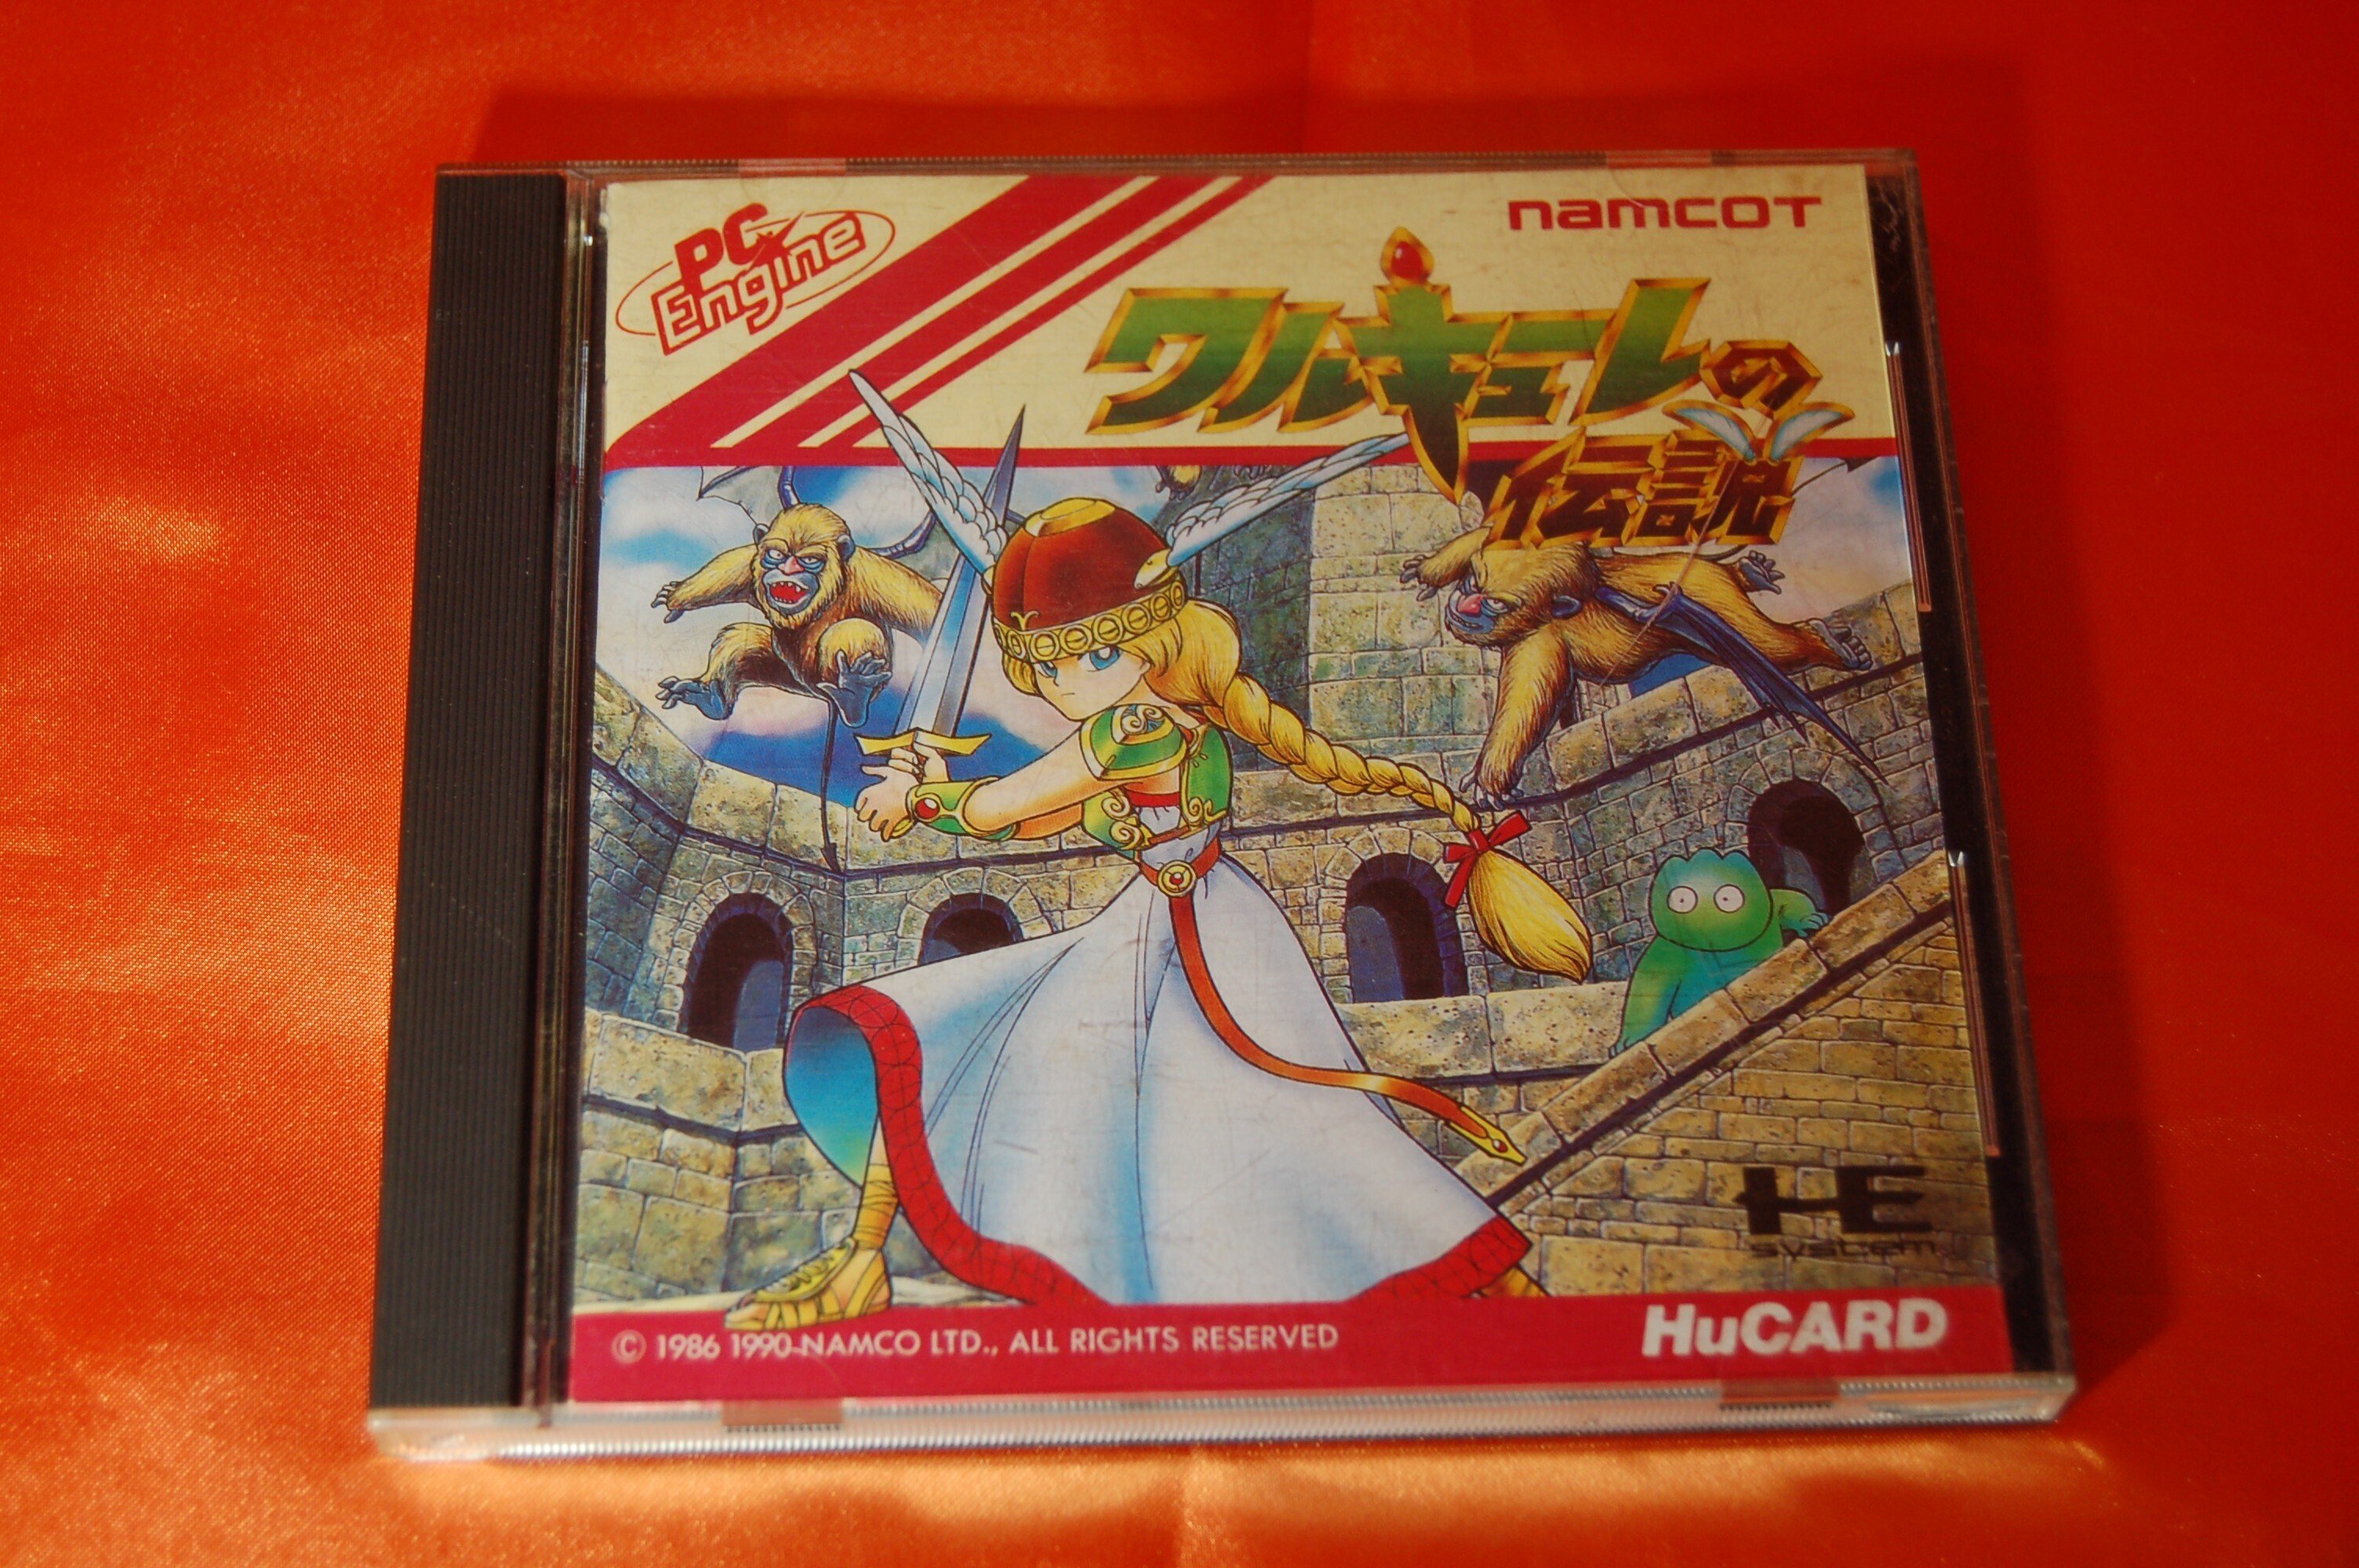 PC
Engine
namcot
ワルキューレの
伝説
HE
system
© 1986 1990 NAMCO LTD., ALL RIGHTS RESERVED
HuCARD